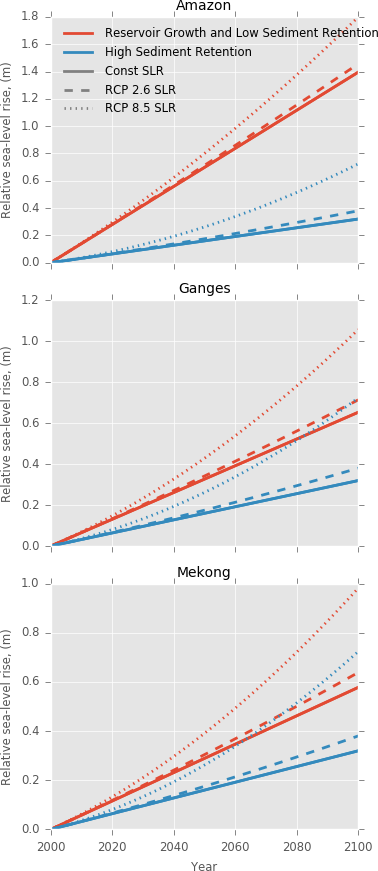 Amazon
1.8
1.6
1.4
1.2
1.0
0.8
0.6
0.4
0.2
0.0
Relative sea-level rise, (m)
Reservoir Growth and Low Sediment Retention
High Sediment Retention
Const SLR
RCP 2.6 SLR
RCP 8.5 SLR
Ganges
1.2
1.0
0.8
0.6
0.4
0.2
0.0
Relative sea-level rise, (m)
Mekong
1.0
0.8
0.6
0.4
0.2
0.0
Relative sea-level rise, (m)
2000 2020 2040 2060 2080 2100
Year